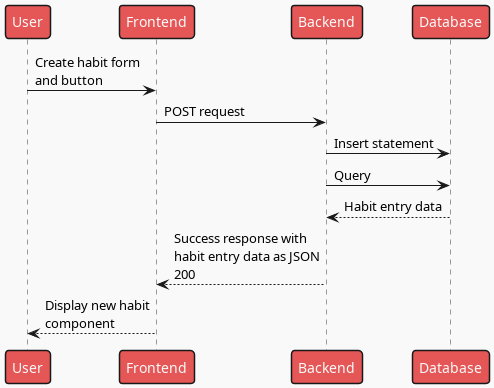 User
Frontend
Backend
Database
Create habit form
and button
POST request
Insert statement
Query
Habit entry data
Success response with
habit entry data as JSON
200
Display new habit
component
User
Frontend
Backend
Database